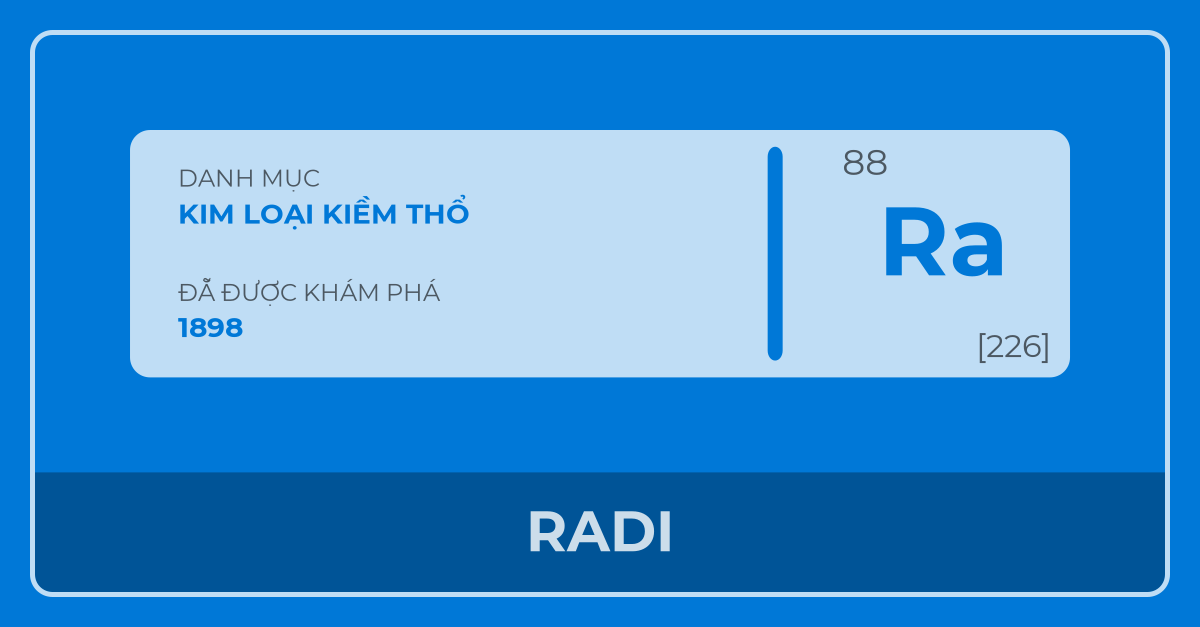 DANH MỤC
KIM LOẠI KIỀM THỔ
ĐÃ ĐƯỢC KHÁM PHÁ
1898
88
Ra
[226]
RADI